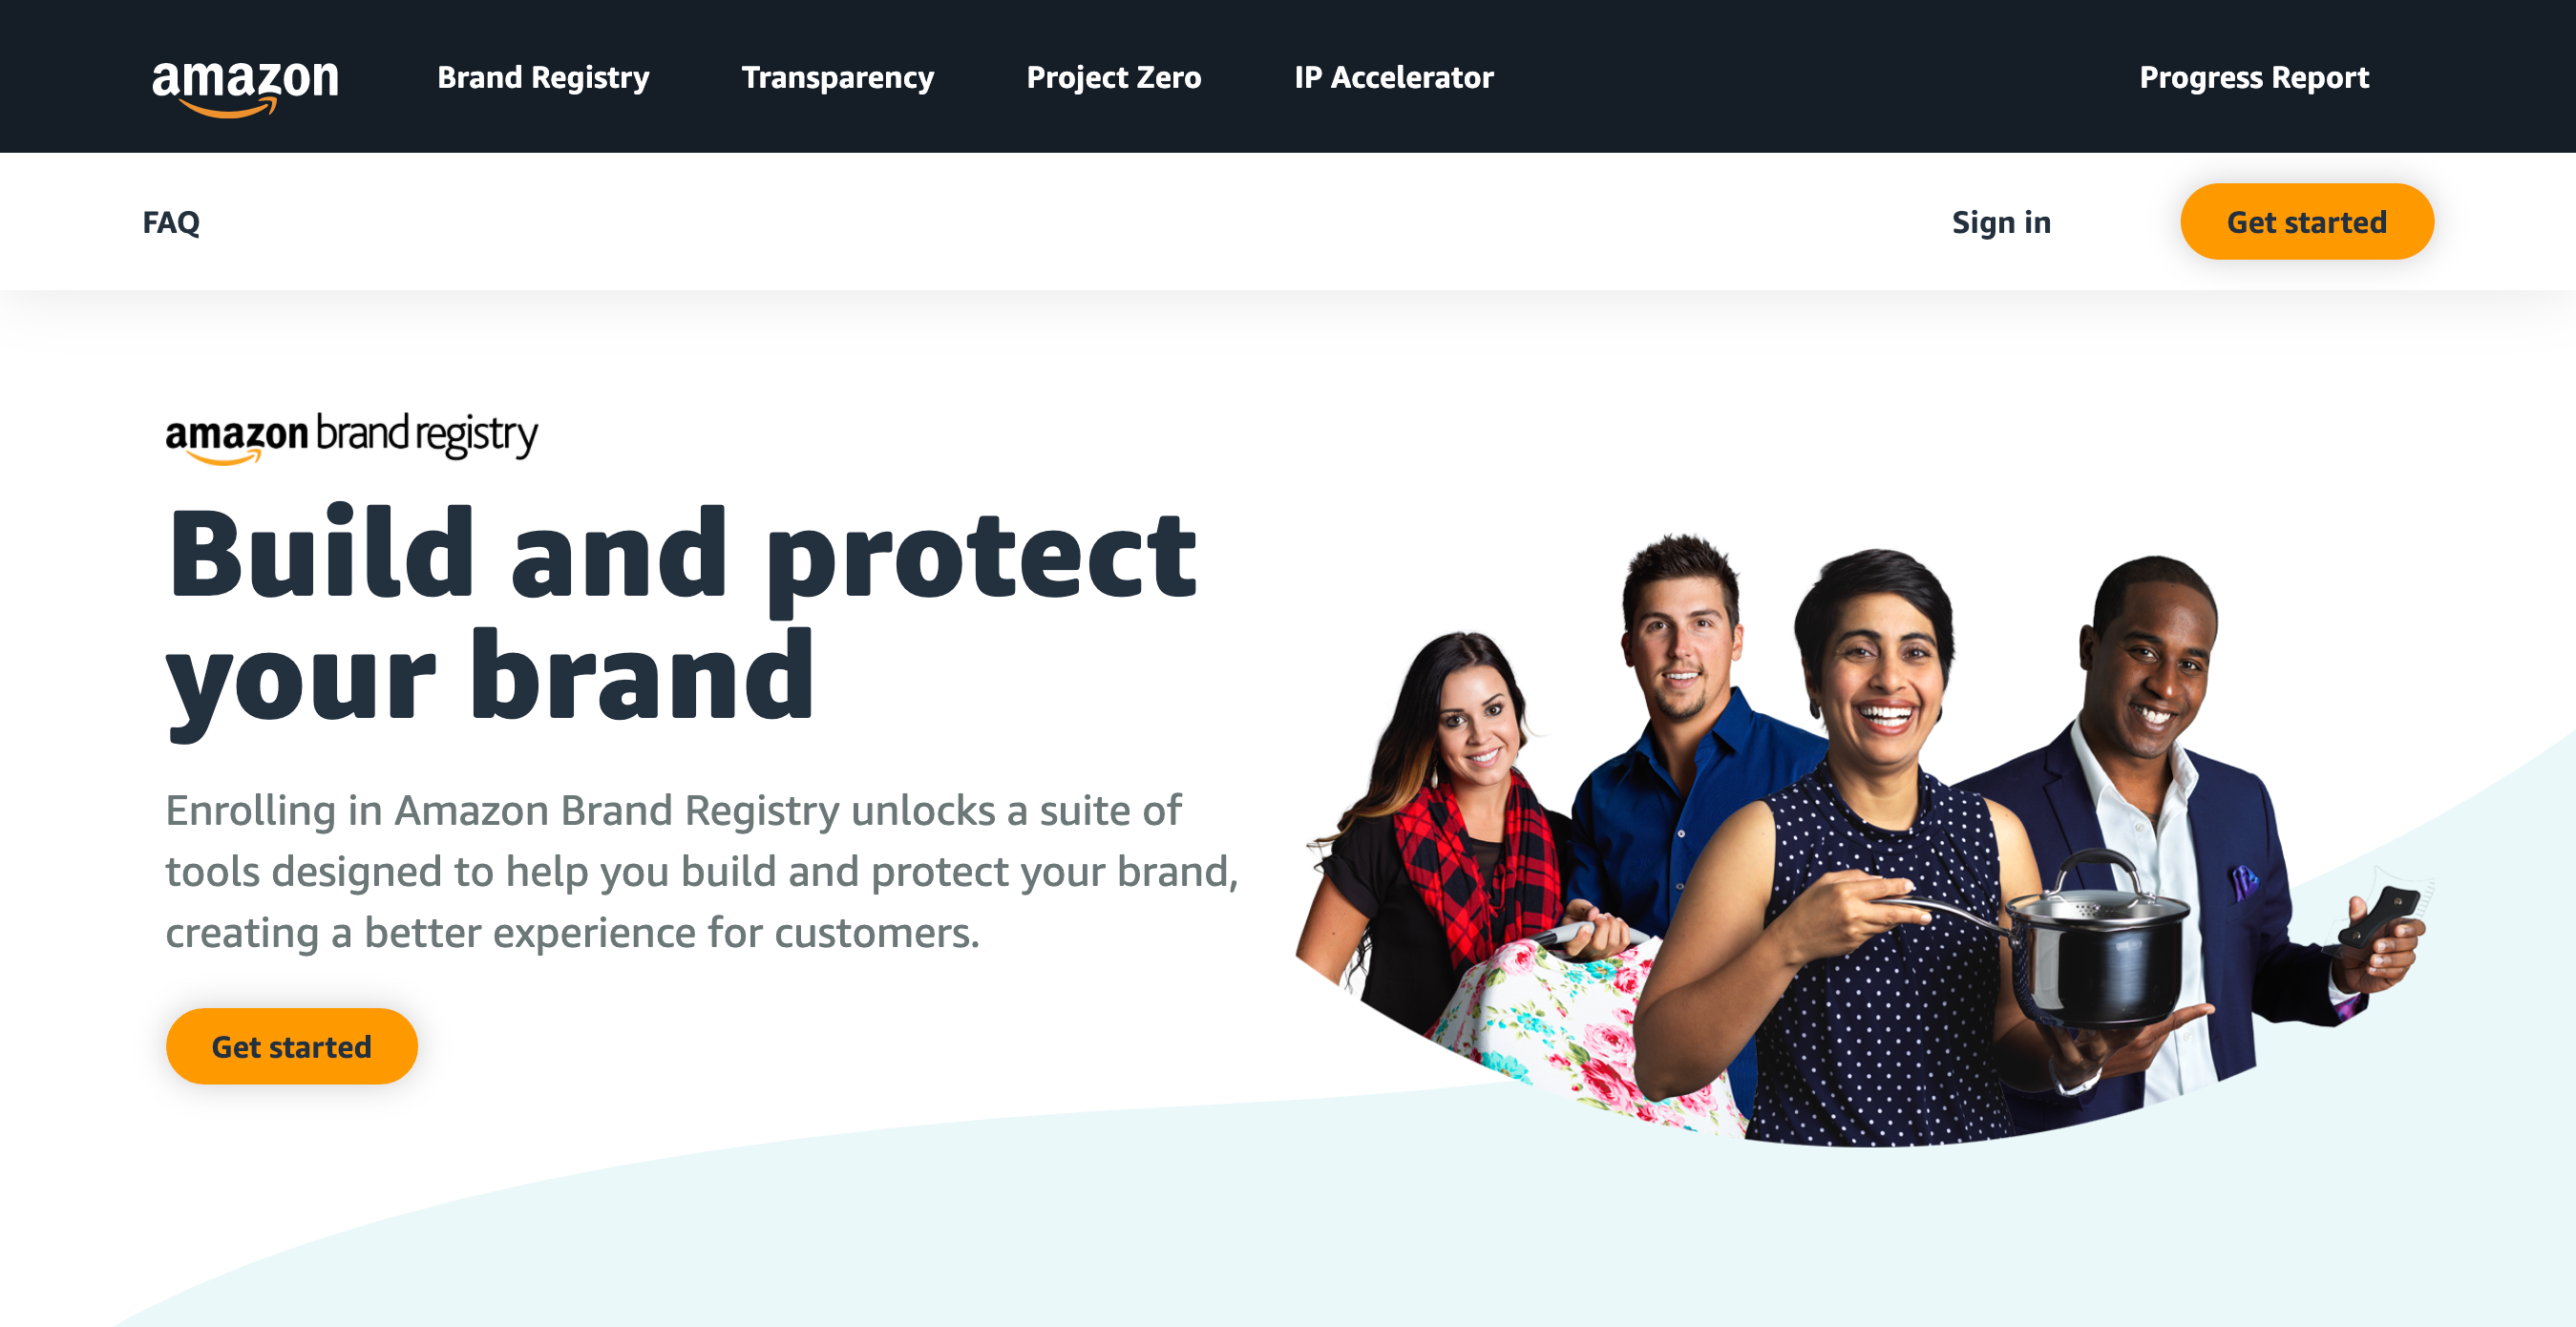 amazon Brand Registry Transparency Project Zero IP Accelerator Progress Report
FAQ Sign in Get started
amazon brand registry
Build and protect
your brand
Enrolling in Amazon Brand Registry unlocks a suite of
tools designed to help you build and protect your brand,
creating a better experience for customers.
Get started